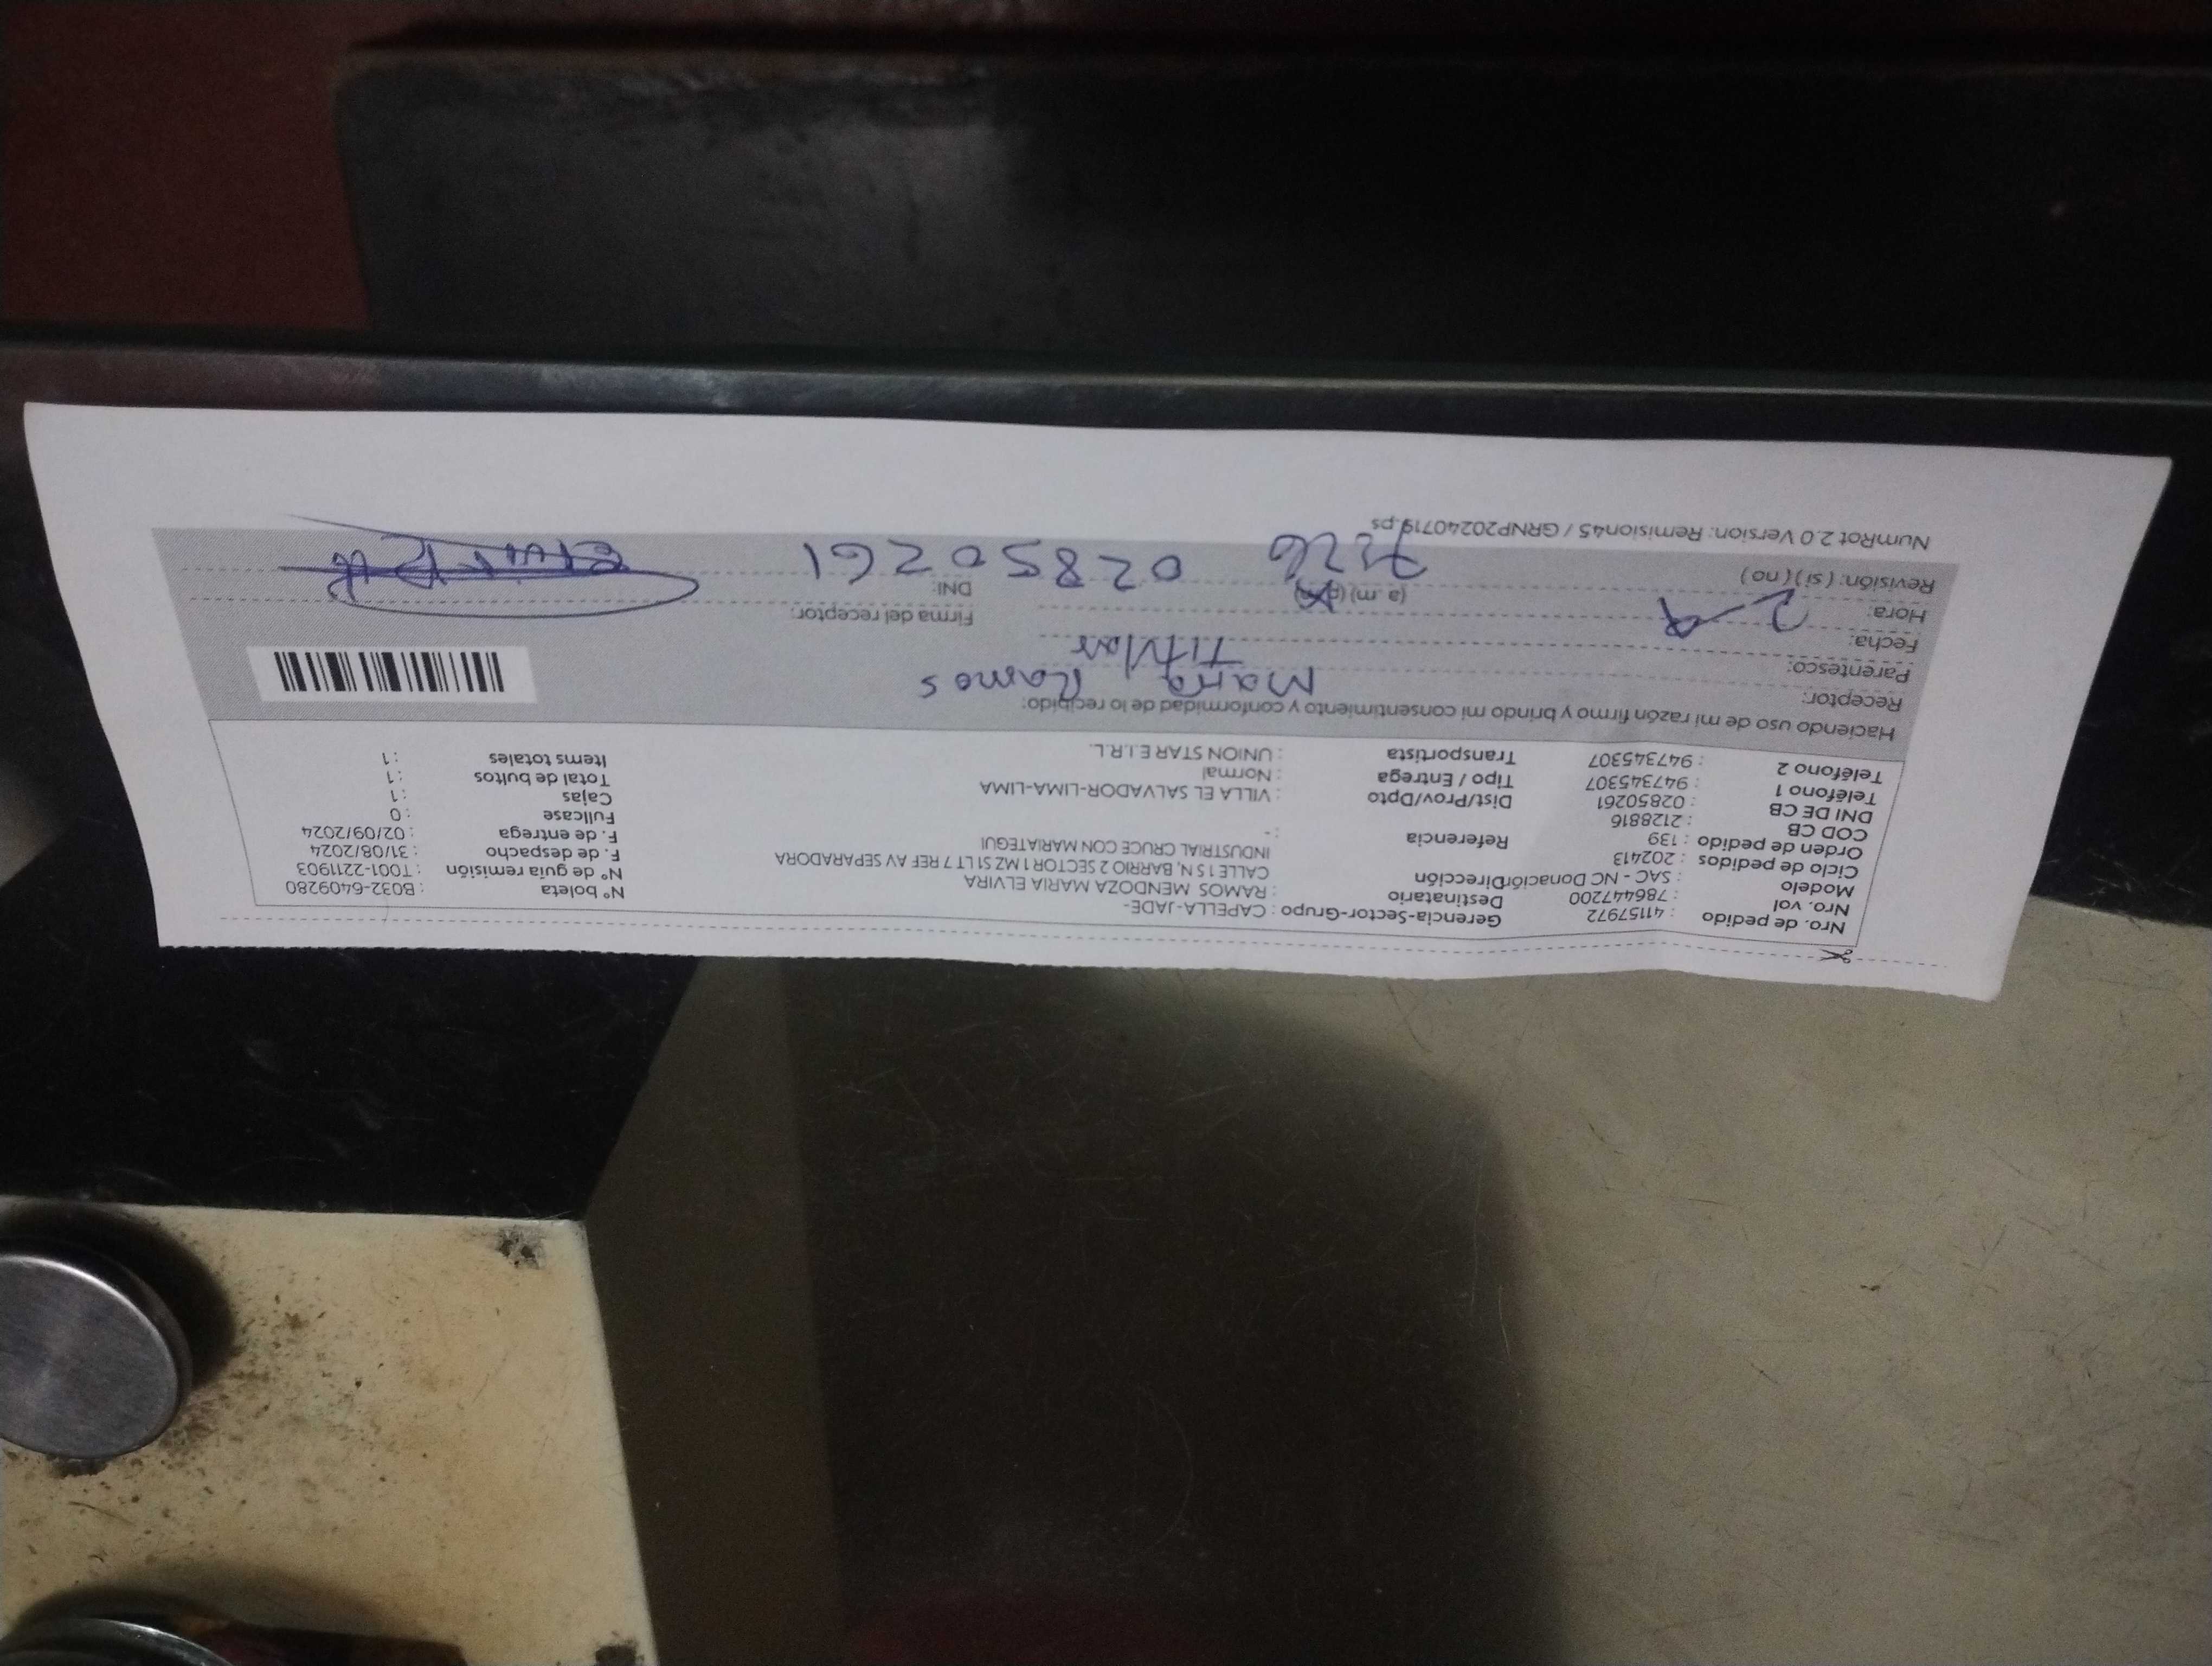 Nro. de pedido : 41157972 Gerencia-Sector-Grupo : CAPELLA-JADE- N° boleta : B032-6409280
Nro. vol : 786447200 Destinatario : RAMOS MENDOZA MARIA ELVIRA N° de guia remisión : T001-2211903
Modelo : SAC - NC Donación Dirección CALLE 15 N, BARRIO 2 SECTOR 1 MZ S1 LT 7 REF AV SEPARADORA F. de despacho : 31/08/2024
Ciclo de pedidos : 202413 INDUSTRIAL CRUCE CON MARIATEGUI F. de entrega : 02/09/2024
Orden de pedido : 139 Referencia : - Fullcase : 0
COD CB : 2128816 Cajas : 1
DNI DE CB : 02850261 Dist/Prov/Dpto : VILLA EL SALVADOR-LIMA-LIMA Total de bultos : 1
Teléfono 1 : 947345307 Tipo / Entrega : Normal Items totales : 1
Teléfono 2 : 947345307 Transportista : UNION STAR E.I.R.L.
Haciendo uso de mi razón firmo y brindo mi consentimiento y conformidad de lo recibido:
Receptor: Maria Ramos
Parentesco: Titular
Fecha: 2-9
Hora: (a. m) (p. m) Firma del receptor:
Revisión: ( si ) ( no ) 7:26 DNI: 02850261
NumRot 2.0 Version: Remision45 / GRNP20240719.ps